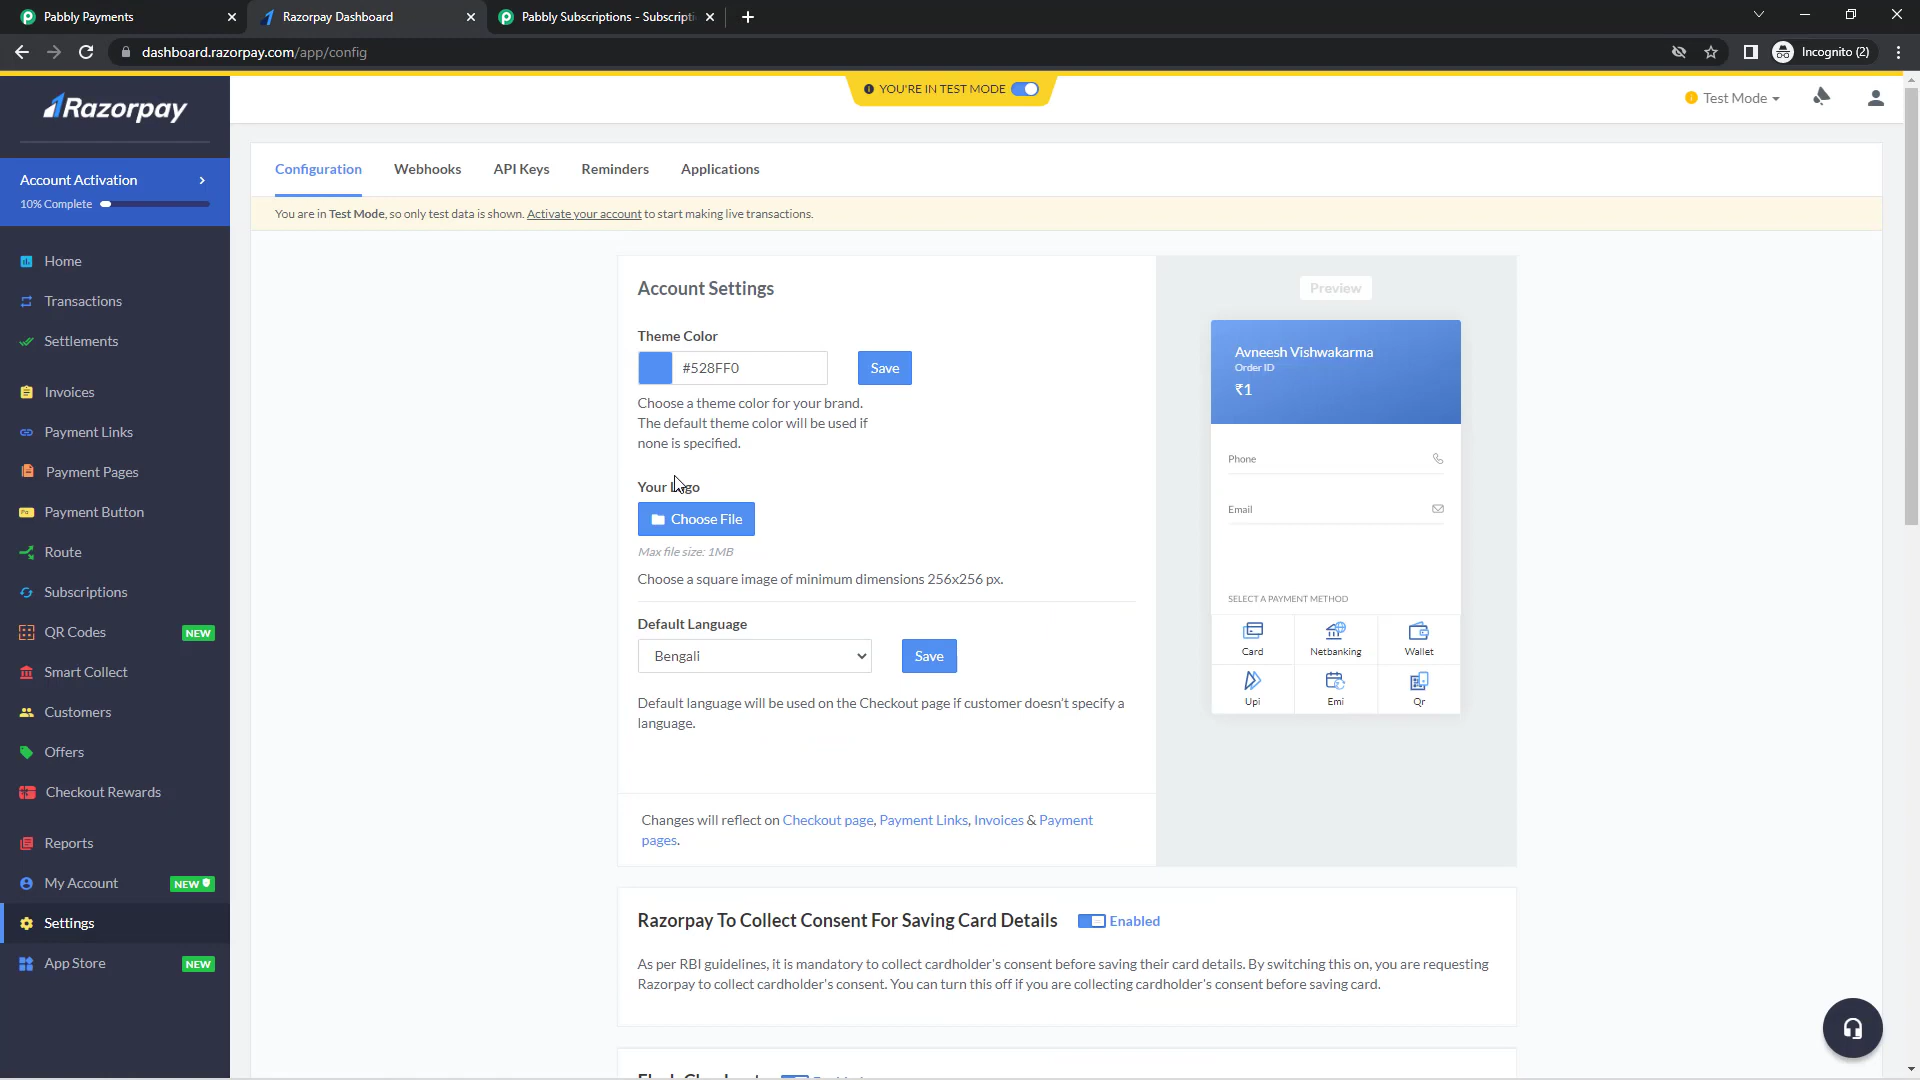 Pabbly Payments
Razorpay Dashboard
Pabbly Subscriptions - Subscripti
dashboard.razorpay.com/app/config
Incognito (2)
Razorpay
YOU'RE IN TEST MODE
Test Mode
Account Activation
10% Complete
Home
Transactions
Settlements
Invoices
Payment Links
Payment Pages
Payment Button
Route
Subscriptions
QR Codes NEW
Smart Collect
Customers
Offers
Checkout Rewards
Reports
My Account NEW
Settings
App Store NEW
Configuration Webhooks API Keys Reminders Applications
You are in Test Mode, so only test data is shown. Activate your account to start making live transactions.
Account Settings
Theme Color
#528FF0
Save
Choose a theme color for your brand.
The default theme color will be used if
none is specified.
Your Logo
Choose File
Max file size: 1MB
Choose a square image of minimum dimensions 256x256 px.
Default Language
Bengali
Save
Default language will be used on the Checkout page if customer doesn't specify a
language.
Changes will reflect on Checkout page, Payment Links, Invoices & Payment
pages.
Preview
Avneesh Vishwakarma
Order ID
₹1
Phone
Email
SELECT A PAYMENT METHOD
Card Netbanking Wallet
Upi Emi Qr
Razorpay To Collect Consent For Saving Card Details Enabled
As per RBI guidelines, it is mandatory to collect cardholder's consent before saving their card details. By switching this on, you are requesting
Razorpay to collect cardholder's consent. You can turn this off if you are collecting cardholder's consent before saving card.